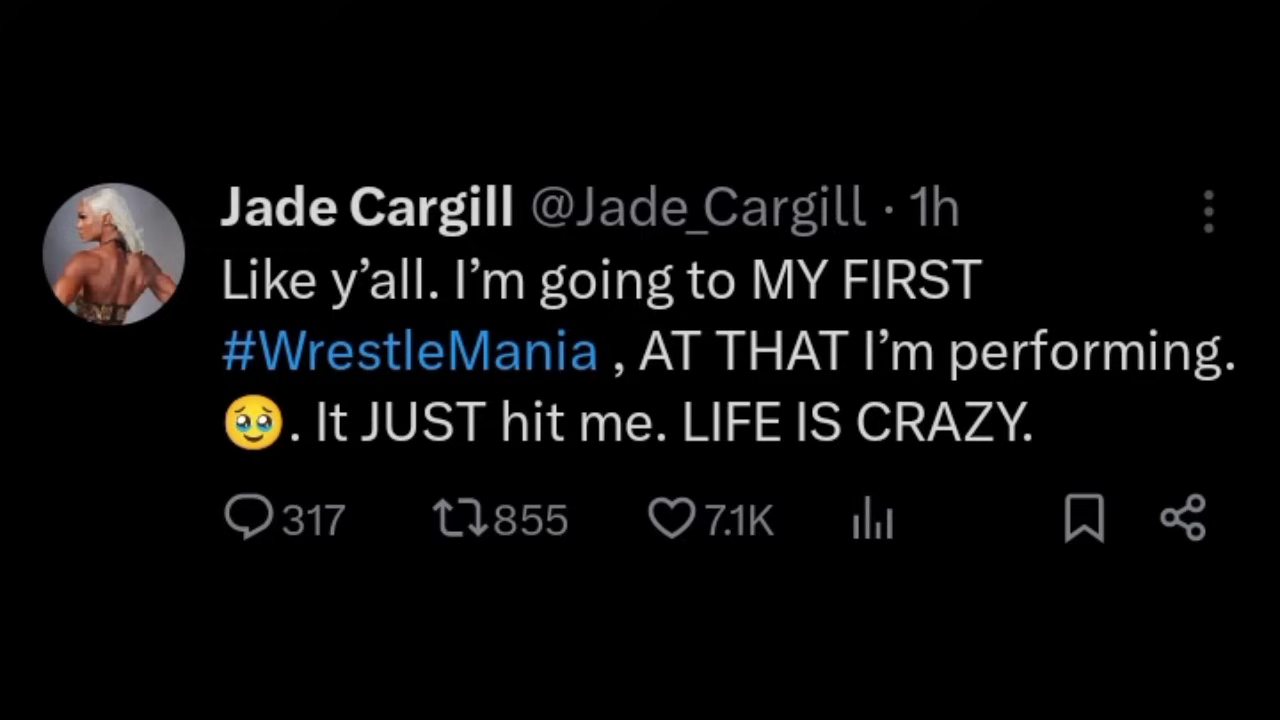 Jade Cargill @Jade_Cargill · 1h
Like y’all. I’m going to MY FIRST
#WrestleMania , AT THAT I’m performing.
🥹. It JUST hit me. LIFE IS CRAZY.
317 855 7.1K